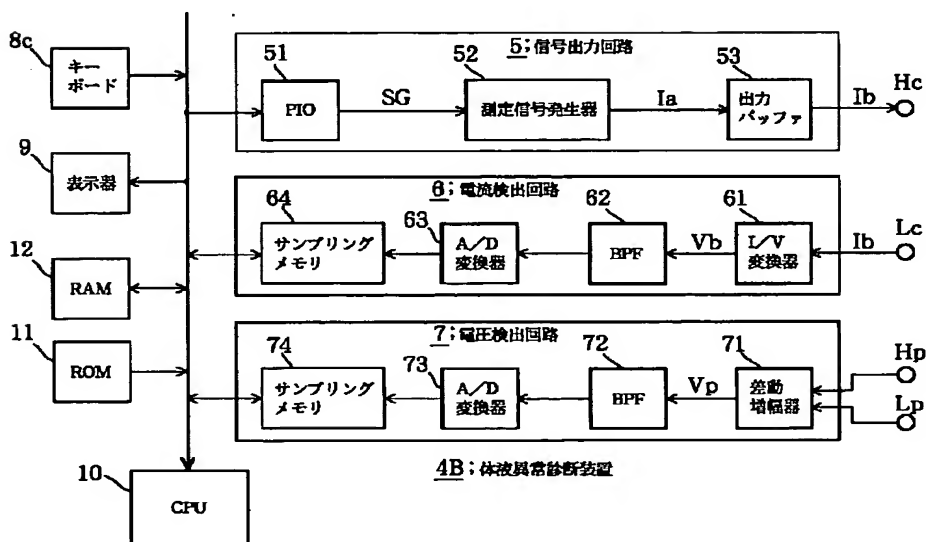 8c
キー
ボード
9
表示器
12
RAM
11
ROM
10
CPU
5;信号出力回路
51
PIO
SG
52
測定信号発生器
Ia
53
出力
バッファ
Ib
Hc
6;電流検出回路
64
サンプリング
メモリ
63
A/D
変換器
62
BPF
Vb
61
I/V
変換器
Ib
Lc
7;電圧検出回路
74
サンプリング
メモリ
73
A/D
変換器
72
BPF
Vp
71
差動
増幅器
Hp
Lp
4B;体液異常診断装置